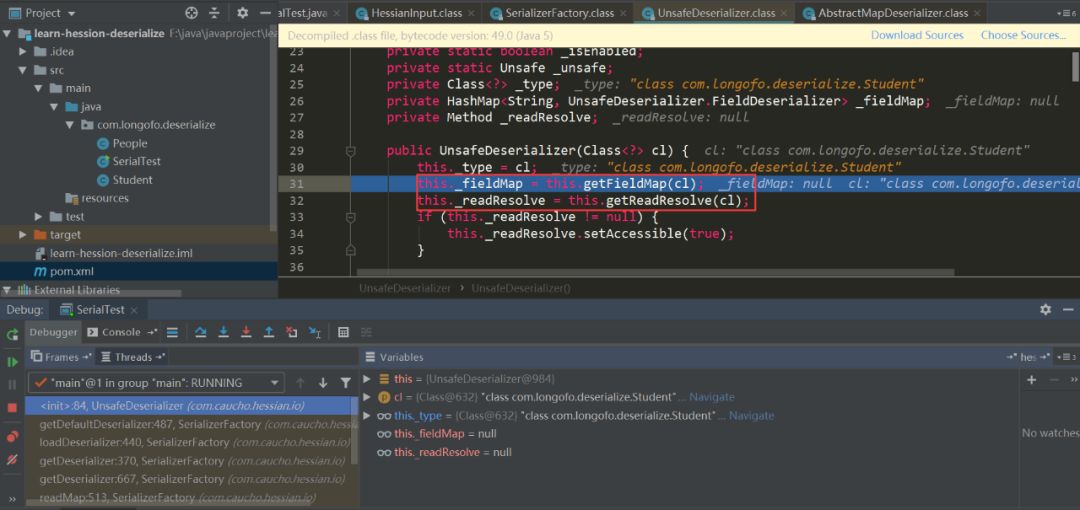 Project
alTest.java
HessianInput.class
SerializerFactory.class
UnsafeDeserializer.class
AbstractMapDeserializer.class
learn-hession-deserialize F:\java\javaproject\lea
.idea
src
main
java
com.longofo.deserialize
People
SerialTest
Student
resources
test
target
learn-hession-deserialize.iml
pom.xml
External Libraries
Decompiled .class file, bytecode version: 49.0 (Java 5) Download Sources Choose Sources...
23 private static boolean _isEnabled;
24 private static Unsafe _unsafe;
25 private Class<?> _type; _type: "class com.longofo.deserialize.Student"
26 private HashMap<String, UnsafeDeserializer.FieldDeserializer> _fieldMap; _fieldMap: null
27 private Method _readResolve; _readResolve: null
28
29 public UnsafeDeserializer(Class<?> cl) { cl: "class com.longofo.deserialize.Student"
30 this._type = cl; _type: "class com.longofo.deserialize.Student"
31 this._fieldMap = this.getFieldMap(cl); _fieldMap: null cl: "class com.longofo.deserial
32 this._readResolve = this.getReadResolve(cl);
33 if (this._readResolve != null) {
34 this._readResolve.setAccessible(true);
35 }
36
UnsafeDeserializer › UnsafeDeserializer()
Debug: SerialTest
Debugger Console
Frames Threads
"main"@1 in group "main": RUNNING
<init>:84, UnsafeDeserializer (com.caucho.hessian.io)
getDefaultDeserializer:487, SerializerFactory (com.caucho.hessian.io)
loadDeserializer:440, SerializerFactory (com.caucho.hessian.io)
getDeserializer:370, SerializerFactory (com.caucho.hessian.io)
getDeserializer:667, SerializerFactory (com.caucho.hessian.io)
readMap:513, SerializerFactory (com.caucho.hessian.io)
Variables
this = {UnsafeDeserializer@984}
cl = {Class@632} "class com.longofo.deserialize.Student"... Navigate
this._type = {Class@632} "class com.longofo.deserialize.Student"... Navigate
this._fieldMap = null
this._readResolve = null
hes
No watches